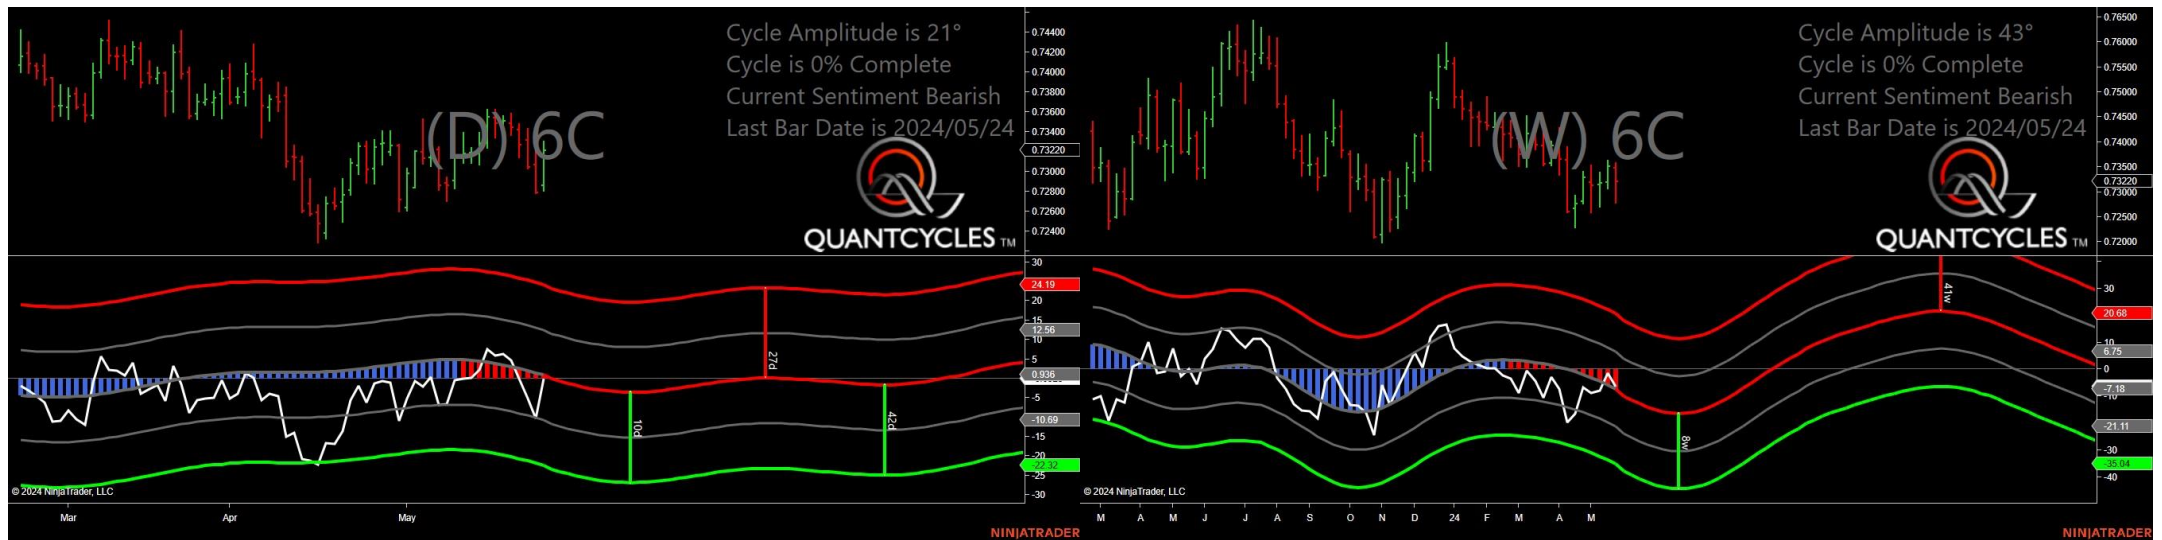 Cycle Amplitude is 21°
Cycle is 0% Complete
Current Sentiment Bearish
Last Bar Date is 2024/05/24
(D) 6C
QUANTCYCLES TM
0.74400
0.74200
0.74000
0.73800
0.73600
0.73400
0.73220
0.73000
0.72800
0.72600
0.72400
30
24.19
20
15
12.56
5
0.936
-5
-10.69
-15
-22.32
-25
-30
27d
10d
42d
© 2024 NinjaTrader, LLC
Mar
Apr
May
NINJATRADER
Cycle Amplitude is 43°
Cycle is 0% Complete
Current Sentiment Bearish
Last Bar Date is 2024/05/24
(W) 6C
QUANTCYCLES TM
0.76500
0.76000
0.75500
0.75000
0.74500
0.74000
0.73500
0.73220
0.73000
0.72500
0.72000
30
20.68
10
6.75
0
-7.18
-10
-21.11
-30
-35.04
-40
41w
8w
© 2024 NinjaTrader, LLC
M
A
M
J
J
A
S
O
N
D
24
F
M
A
M
NINJATRADER